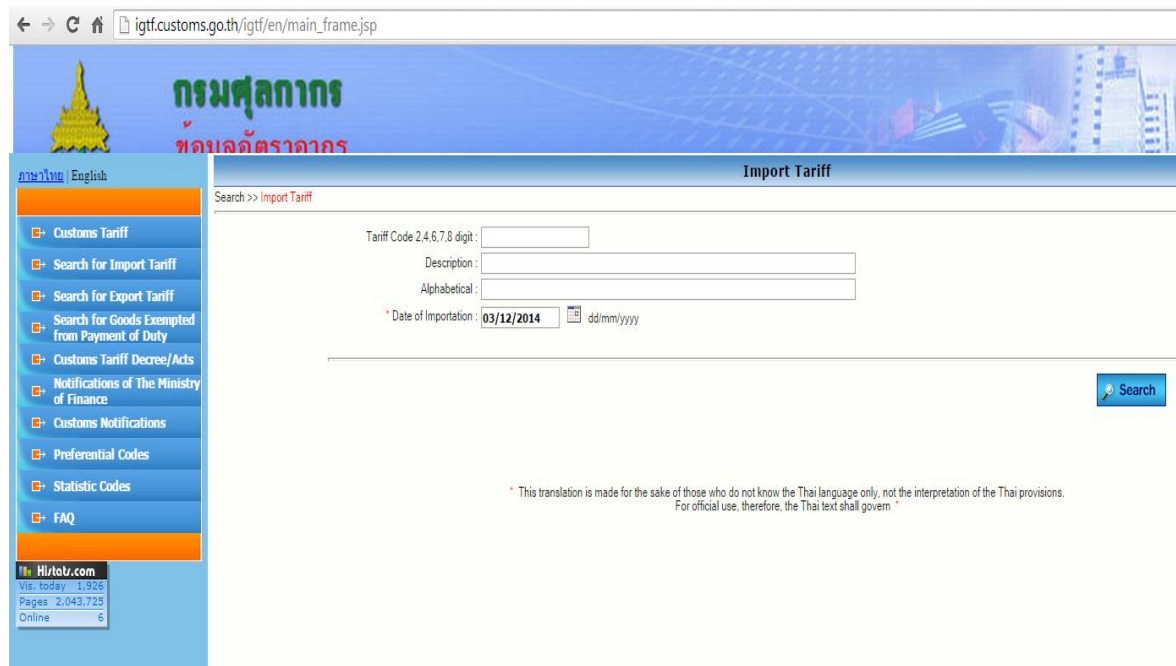 igtf.customs.go.th/igtf/en/main_frame.jsp
กรมศุลกากร
ข้อมูลอัตราอากร
ภาษาไทย | English
Customs Tariff
Search for Import Tariff
Search for Export Tariff
Search for Goods Exempted
from Payment of Duty
Customs Tariff Decree/Acts
Notifications of The Ministry
of Finance
Customs Notifications
Preferential Codes
Statistic Codes
FAQ
Histats.com
Vis. today 1,926
Pages 2,043,725
Online 6
Import Tariff
Search >> Import Tariff
Tariff Code 2,4,6,7,8 digit :
Description :
Alphabetical :
* Date of Importation : 03/12/2014 dd/mm/yyyy
Search
* This translation is made for the sake of those who do not know the Thai language only, not the interpretation of the Thai provisions.
For official use, therefore, the Thai text shall govern *